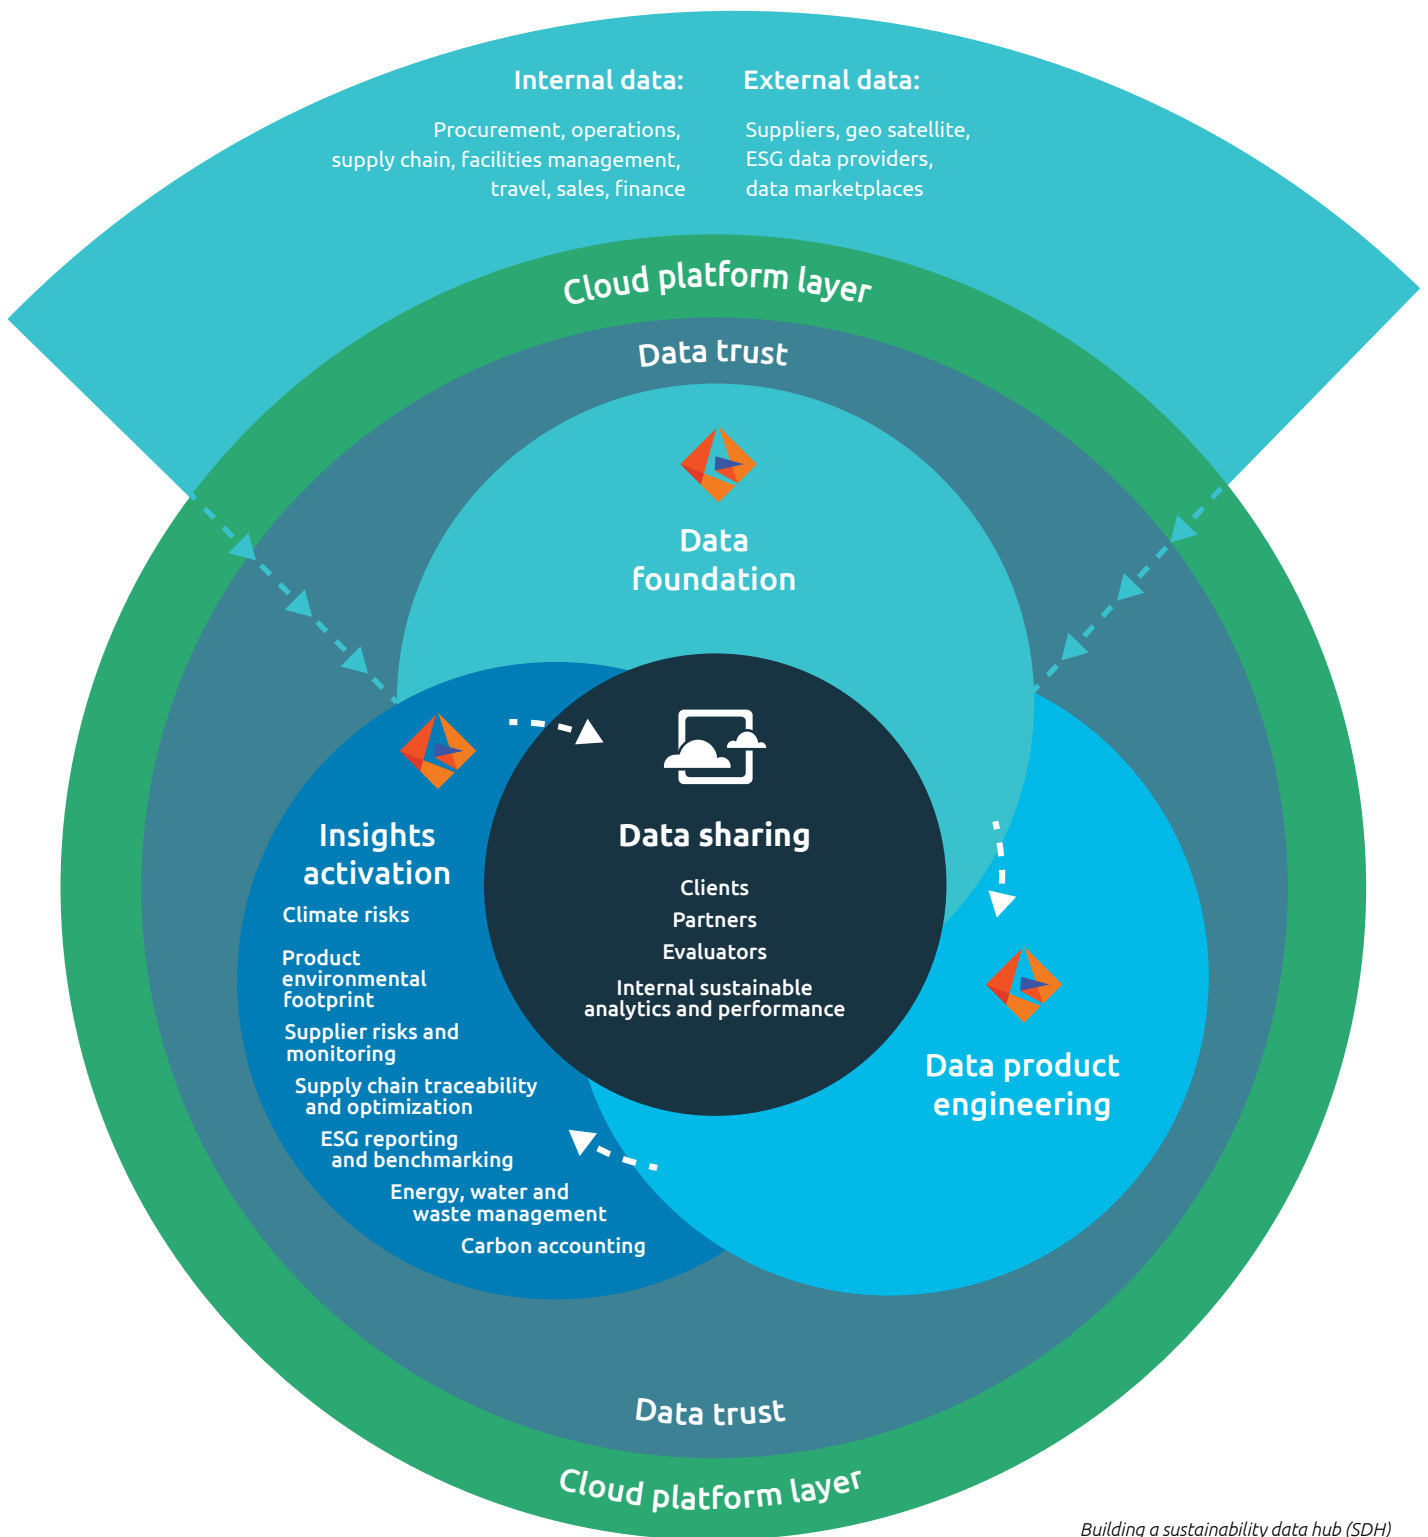 Internal data:
Procurement, operations,
supply chain, facilities management,
travel, sales, finance
External data:
Suppliers, geo satellite,
ESG data providers,
data marketplaces
Cloud platform layer
Data trust
Data
foundation
Insights
activation
Climate risks
Product
environmental
footprint
Supplier risks and
monitoring
Supply chain traceability
and optimization
ESG reporting
and benchmarking
Energy, water and
waste management
Carbon accounting
Data sharing
Clients
Partners
Evaluators
Internal sustainable
analytics and performance
Data product
engineering
Data trust
Cloud platform layer
Building a sustainability data hub (SDH)